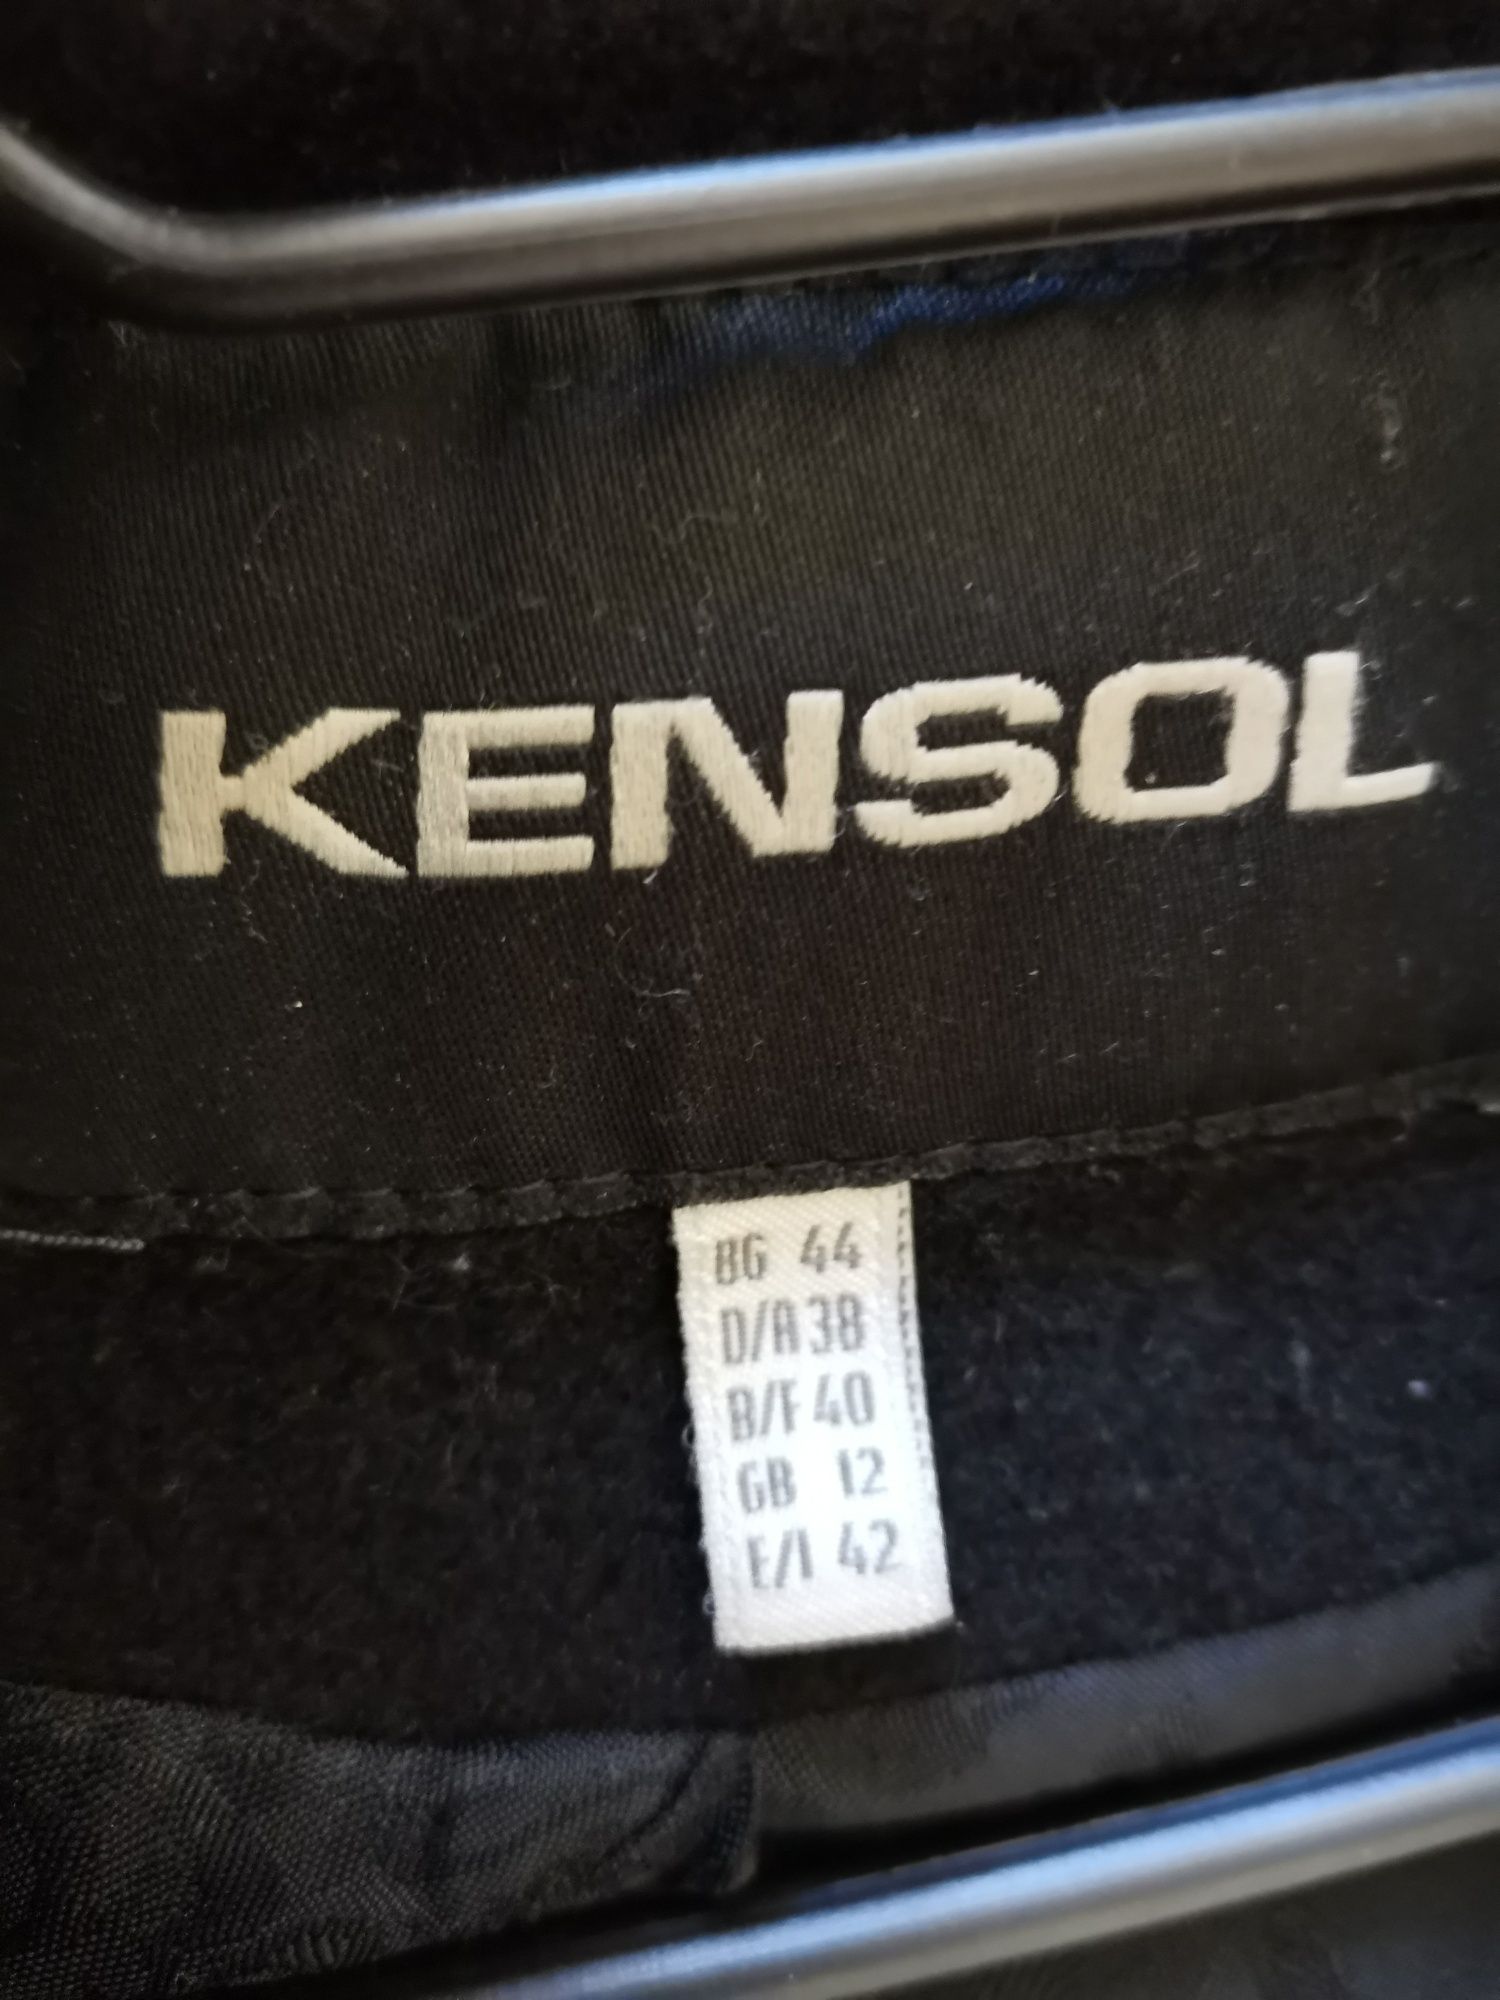 KENSOL
BG 44
D/A 38
B/F 40
GB 12
E/I 42